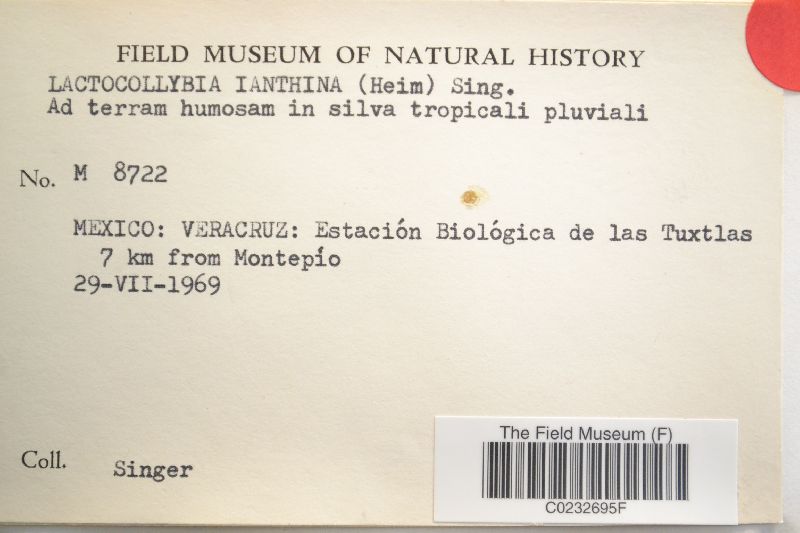 FIELD MUSEUM OF NATURAL HISTORY
LACTOCOLLYBIA IANTHINA (Heim) Sing.
Ad terram humosam in silva tropicali pluviali
No. M 8722
MEXICO: VERACRUZ: Estación Biológica de las Tuxtlas
7 km from Montepío
29-VII-1969
Coll. Singer
The Field Museum (F)
C0232695F